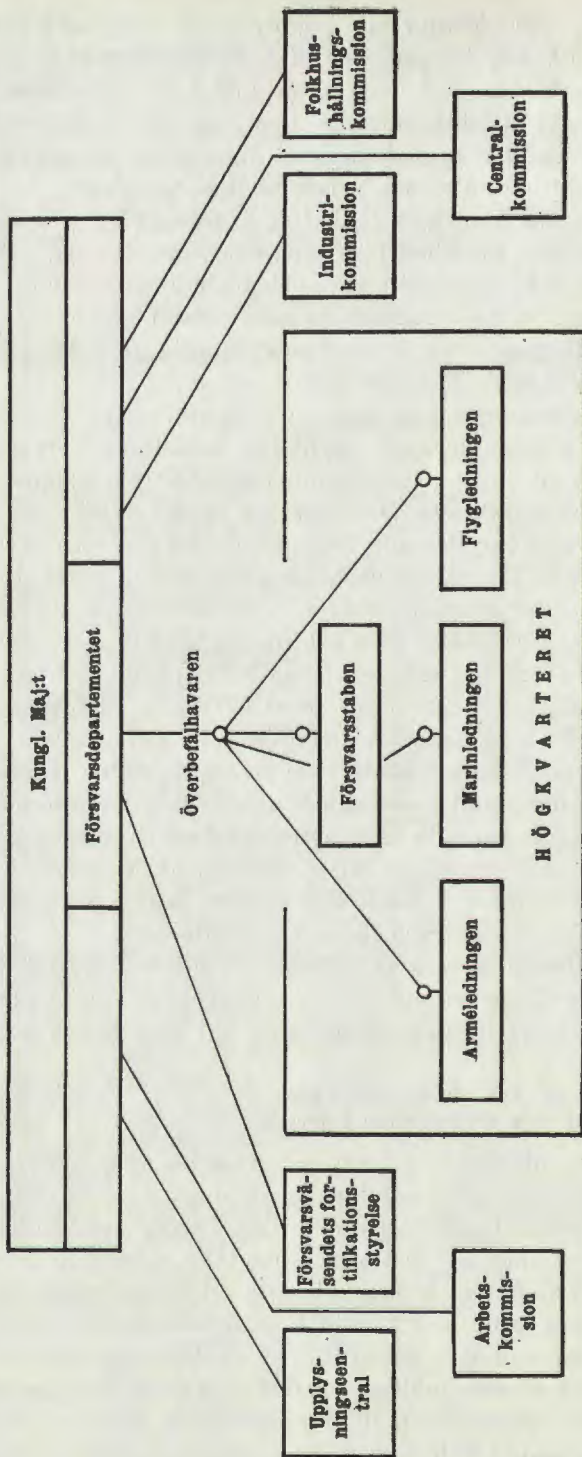 Kungl. Maj:t
Försvarsdepartementet
Överbefälhavaren
Upplys-
ningscen-
tral
Försvarsvä-
sendets for-
tifikations-
styrelse
Industri-
kommission
Folkhus-
hållnings-
kommission
Arbets-
kommis-
sion
Försvarsstaben
Central-
kommission
Arméledningen
Marinledningen
Flygledningen
HÖGKVARTERET